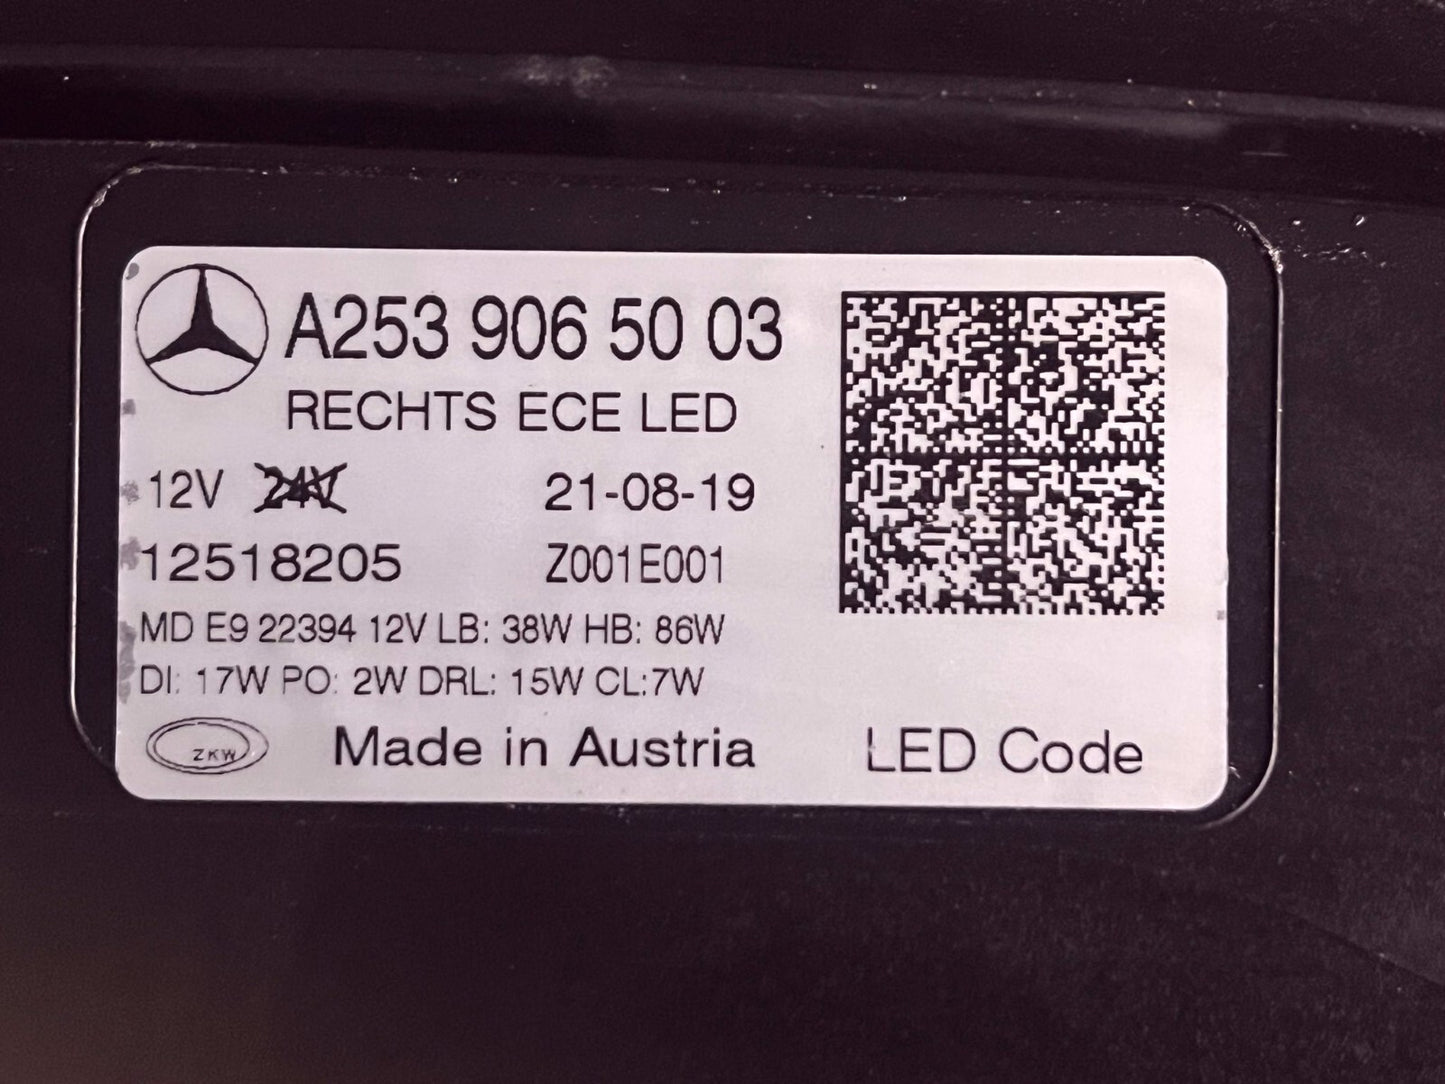 A253 906 50 03
RECHTS ECE LED
12V 24V 21-08-19
12518205 Z001E001
MD E9 22394 12V LB: 38W HB: 86W
DI: 17W PO: 2W DRL: 15W CL:7W
ZKW Made in Austria LED Code